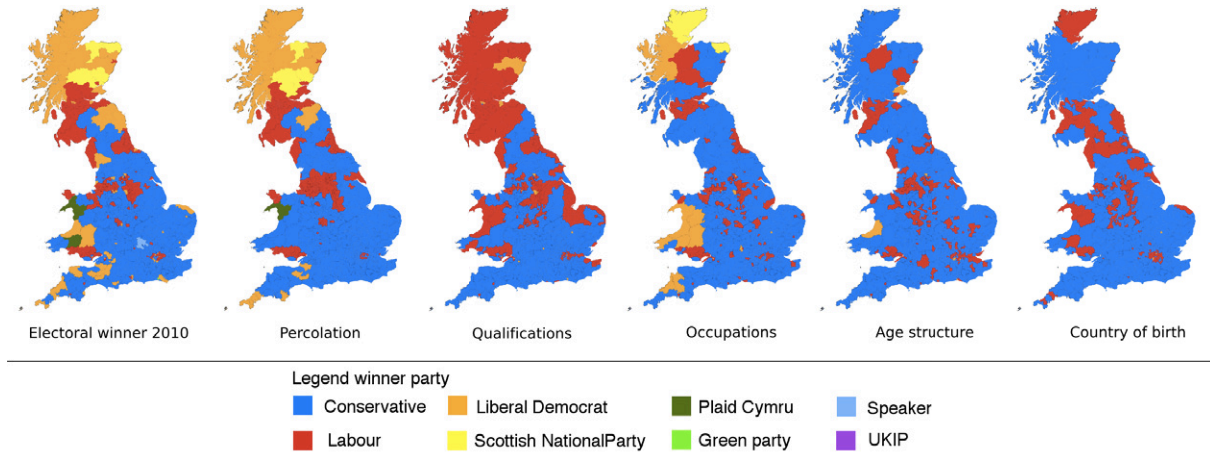 Electoral winner 2010
Percolation
Qualifications
Occupations
Age structure
Country of birth
Legend winner party
Conservative
Liberal Democrat
Plaid Cymru
Speaker
Labour
Scottish NationalParty
Green party
UKIP